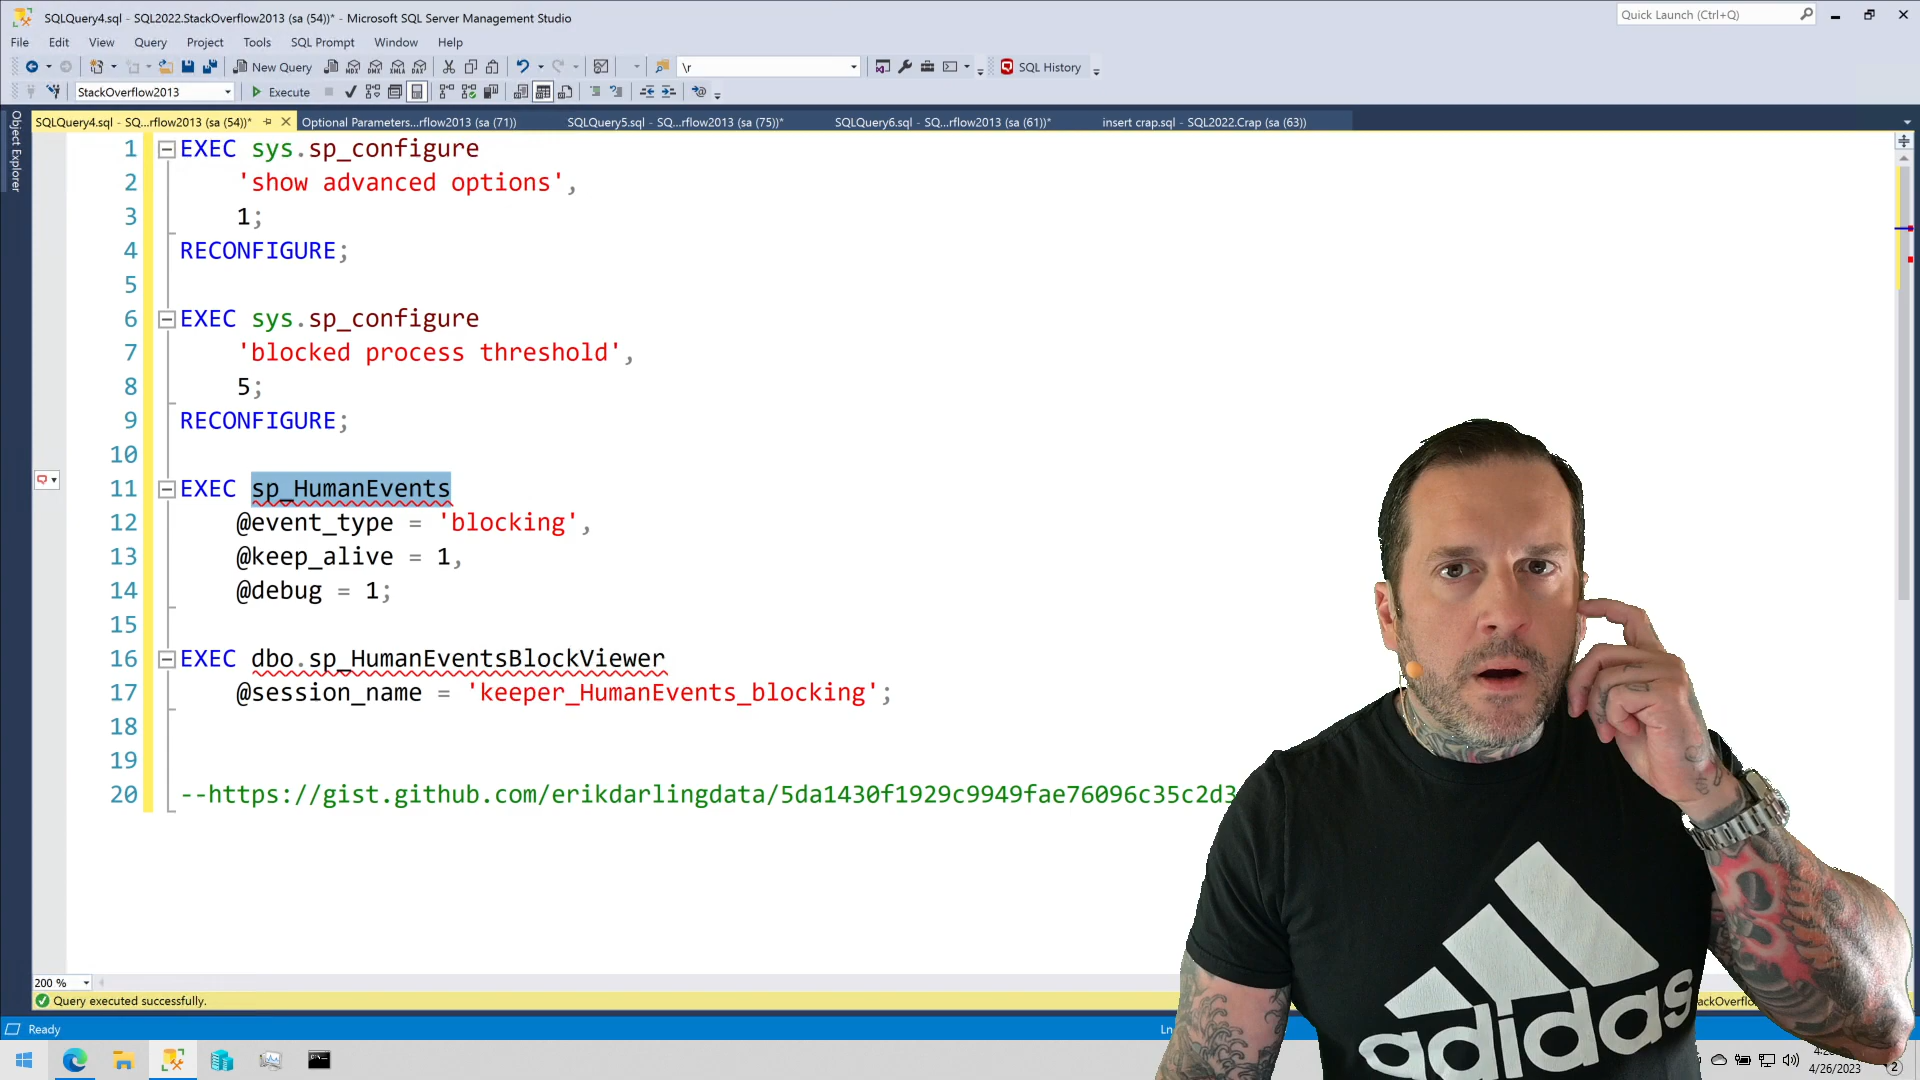 SQLQuery4.sql - SQL2022.StackOverflow2013 (sa (54))* - Microsoft SQL Server Management Studio
Quick Launch (Ctrl+Q)
File Edit View Query Project Tools SQL Prompt Window Help
New Query
MDX DMX XMLA DAX
\r
SQL History
StackOverflow2013
Execute
SQLQuery4.sql - SQ...rflow2013 (sa (54))*
Optional Parameters...rflow2013 (sa (71))
SQLQuery5.sql - SQ...rflow2013 (sa (75))*
SQLQuery6.sql - SQ...rflow2013 (sa (61))*
insert crap.sql - SQL2022.Crap (sa (63))
Object Explorer
1 EXEC sys.sp_configure
2 'show advanced options',
3 1;
4 RECONFIGURE;
5
6 EXEC sys.sp_configure
7 'blocked process threshold',
8 5;
9 RECONFIGURE;
10
11 EXEC sp_HumanEvents
12 @event_type = 'blocking',
13 @keep_alive = 1,
14 @debug = 1;
15
16 EXEC dbo.sp_HumanEventsBlockViewer
17 @session_name = 'keeper_HumanEvents_blocking';
18
19
20 --https://gist.github.com/erikdarlingdata/5da1430f1929c9949fae76096c35c2d3
adidas
200 %
Query executed successfully.
Ready
Ln
4/26/2023
2